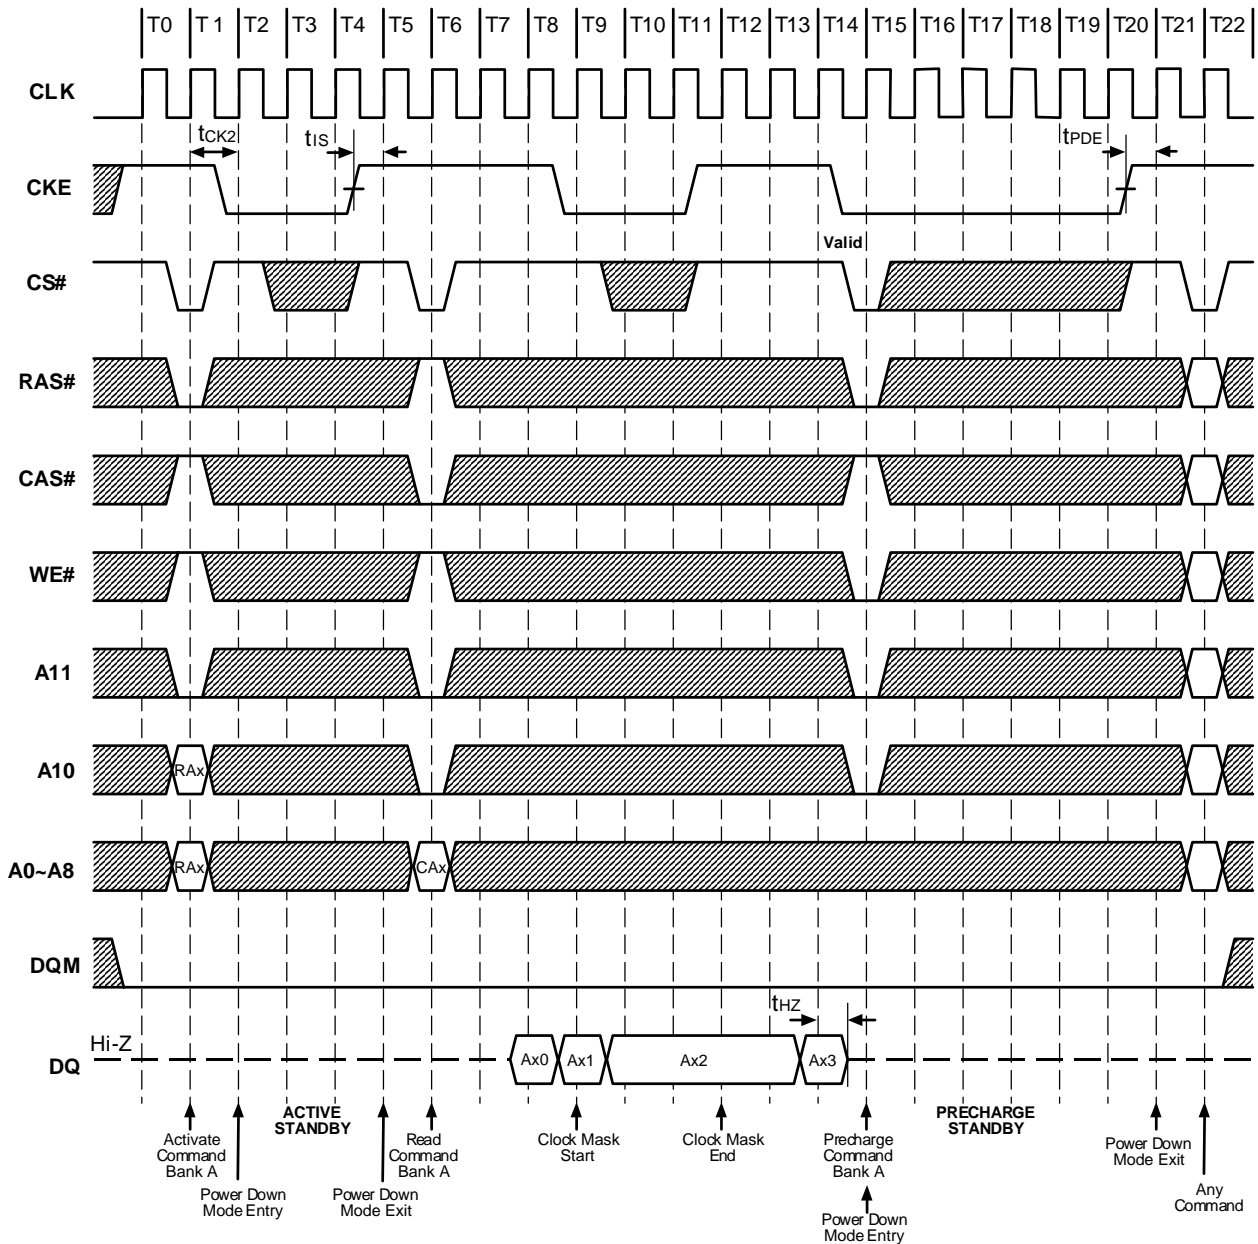 T0 T 1 T2 T3 T4 T5 T6 T7 T8 T9 T10 T11 T12 T13 T14 T15 T16 T17 T18 T19 T20 T21 T22
CLK
tCK2 tIS tPDE
CKE
Valid
CS#
RAS#
CAS#
WE#
A11
A10 RAx
A0~A8 RAx CAx
DQM
tHZ
Hi-Z
DQ Ax0 Ax1 Ax2 Ax3
Activate
Command
Bank A
Power Down
Mode Entry
ACTIVE
STANDBY
Power Down
Mode Exit
Read
Command
Bank A
Clock Mask
Start
Clock Mask
End
Precharge
Command
Bank A
Power Down
Mode Entry
PRECHARGE
STANDBY
Power Down
Mode Exit
Any
Command